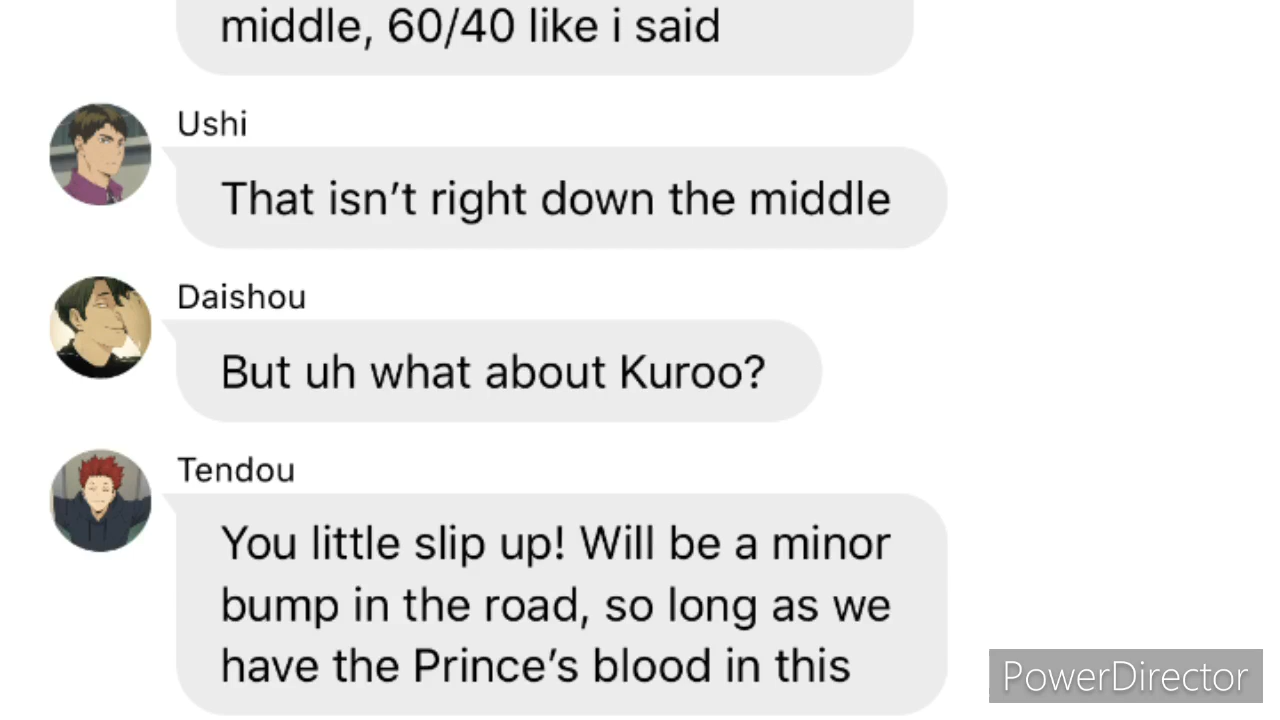 middle, 60/40 like i said
Ushi
That isn’t right down the middle
Daishou
But uh what about Kuroo?
Tendou
You little slip up! Will be a minor
bump in the road, so long as we
have the Prince’s blood in this
PowerDirector